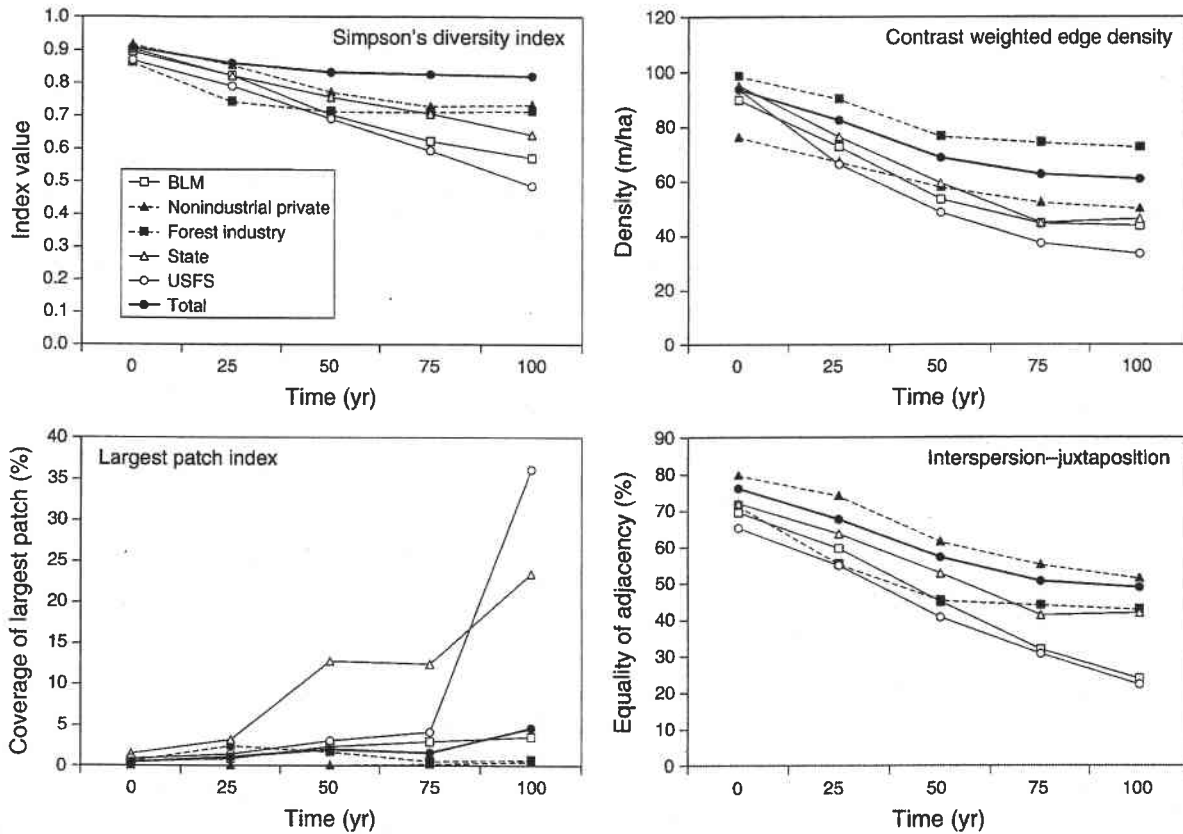 Simpson's diversity index
Index value
1.0
0.9
0.8
0.7
0.6
0.5
0.4
0.3
0.2
0.1
0.0
BLM
Nonindustrial private
Forest industry
State
USFS
Total
0 25 50 75 100
Time (yr)
Contrast weighted edge density
Density (m/ha)
120
100
80
60
40
20
0
0 25 50 75 100
Time (yr)
Largest patch index
Coverage of largest patch (%)
40
35
30
25
20
15
10
5
0
0 25 50 75 100
Time (yr)
Interspersion–juxtaposition
Equality of adjacency (%)
90
80
70
60
50
40
30
20
10
0
0 25 50 75 100
Time (yr)